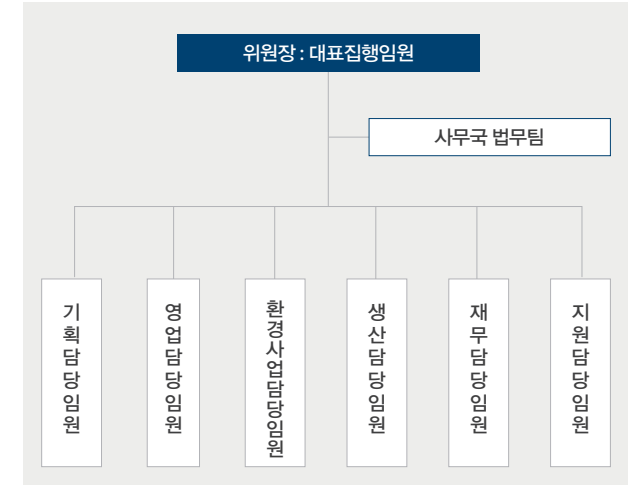 위원장 : 대표집행임원
사무국 법무팀
기획담당임원
영업담당임원
환경사업담당임원
생산담당임원
재무담당임원
지원담당임원